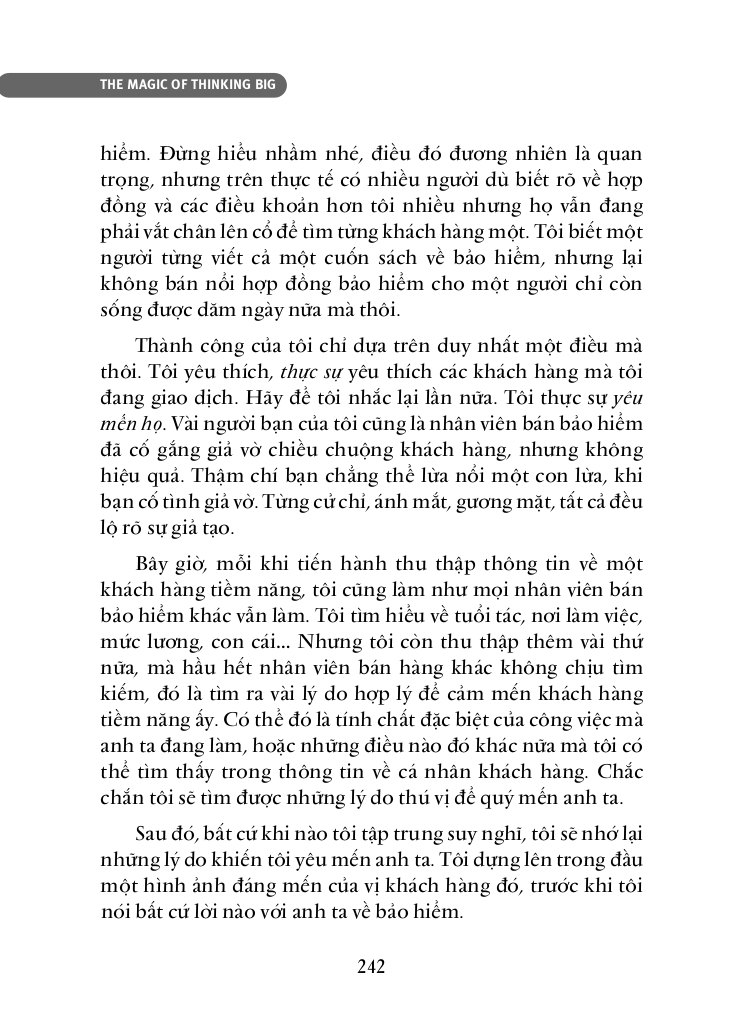 THE MAGIC OF THINKING BIG
hiểm. Đừng hiểu nhầm nhé, điều đó đương nhiên là quan
trọng, nhưng trên thực tế có nhiều người dù biết rõ về hợp
đồng và các điều khoản hơn tôi nhiều nhưng họ vẫn đang
phải vắt chân lên cổ để tìm từng khách hàng một. Tôi biết một
người từng viết cả một cuốn sách về bảo hiểm, nhưng lại
không bán nổi hợp đồng bảo hiểm cho một người chỉ còn
sống được dăm ngày nữa mà thôi.
Thành công của tôi chỉ dựa trên duy nhất một điều mà
thôi. Tôi yêu thích, thực sự yêu thích các khách hàng mà tôi
đang giao dịch. Hãy để tôi nhắc lại lần nữa. Tôi thực sự yêu
mến họ. Vài người bạn của tôi cũng là nhân viên bán bảo hiểm
đã cố gắng giả vờ chiều chuộng khách hàng, nhưng không
hiệu quả. Thậm chí bạn chẳng thể lừa nổi một con lừa, khi
bạn cố tình giả vờ. Từng cử chỉ, ánh mắt, gương mặt, tất cả đều
lộ rõ sự giả tạo.
Bây giờ, mỗi khi tiến hành thu thập thông tin về một
khách hàng tiềm năng, tôi cũng làm như mọi nhân viên bán
bảo hiểm khác vẫn làm. Tôi tìm hiểu về tuổi tác, nơi làm việc,
mức lương, con cái... Nhưng tôi còn thu thập thêm vài thứ
nữa, mà hầu hết nhân viên bán hàng khác không chịu tìm
kiếm, đó là tìm ra vài lý do hợp lý để cảm mến khách hàng
tiềm năng ấy. Có thể đó là tính chất đặc biệt của công việc mà
anh ta đang làm, hoặc những điều nào đó khác nữa mà tôi có
thể tìm thấy trong thông tin về cá nhân khách hàng. Chắc
chắn tôi sẽ tìm được những lý do thú vị để quý mến anh ta.
Sau đó, bất cứ khi nào tôi tập trung suy nghĩ, tôi sẽ nhớ lại
những lý do khiến tôi yêu mến anh ta. Tôi dựng lên trong đầu
một hình ảnh đáng mến của vị khách hàng đó, trước khi tôi
nói bất cứ lời nào với anh ta về bảo hiểm.
242